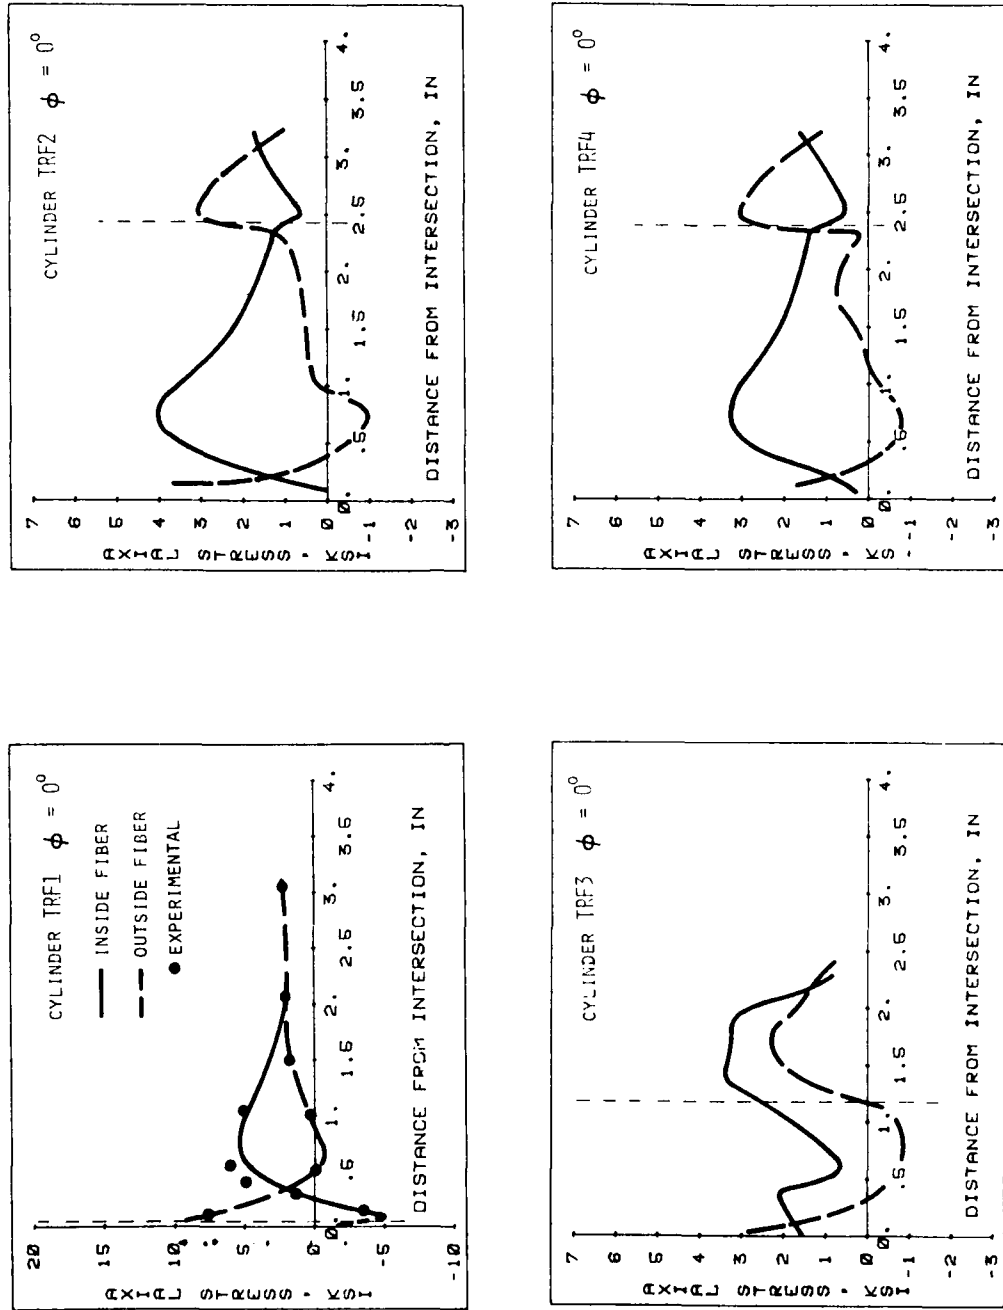 CYLINDER TRF1 ϕ = 0°
INSIDE FIBER
OUTSIDE FIBER
EXPERIMENTAL
20
15
10
5
0
-5
-10
AXIAL STRESS, KSI
0. .5 1. 1.5 2. 2.5 3. 3.5 4.
DISTANCE FROM INTERSECTION, IN
CYLINDER TRF2 ϕ = 0°
7
6
5
4
3
2
1
0
-1
-2
-3
AXIAL STRESS, KSI
0. .5 1. 1.5 2. 2.5 3. 3.5 4.
DISTANCE FROM INTERSECTION, IN
CYLINDER TRF3 ϕ = 0°
7
6
5
4
3
2
1
0
-1
-2
-3
AXIAL STRESS, KSI
0. .5 1. 1.5 2. 2.5 3. 3.5 4.
DISTANCE FROM INTERSECTION, IN
CYLINDER TRF4 ϕ = 0°
7
6
5
4
3
2
1
0
-1
-2
-3
AXIAL STRESS, KSI
0. .5 1. 1.5 2. 2.5 3. 3.5 4.
DISTANCE FROM INTERSECTION, IN